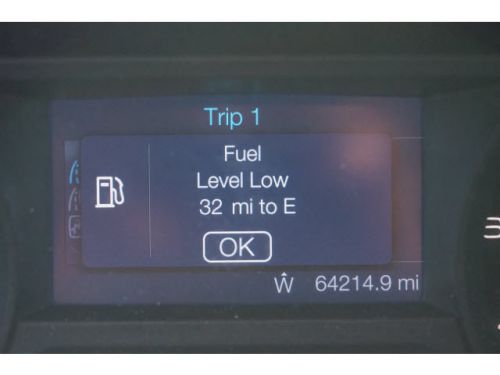 Trip 1
Fuel
Level Low
32 mi to E
OK
W 64214.9 mi